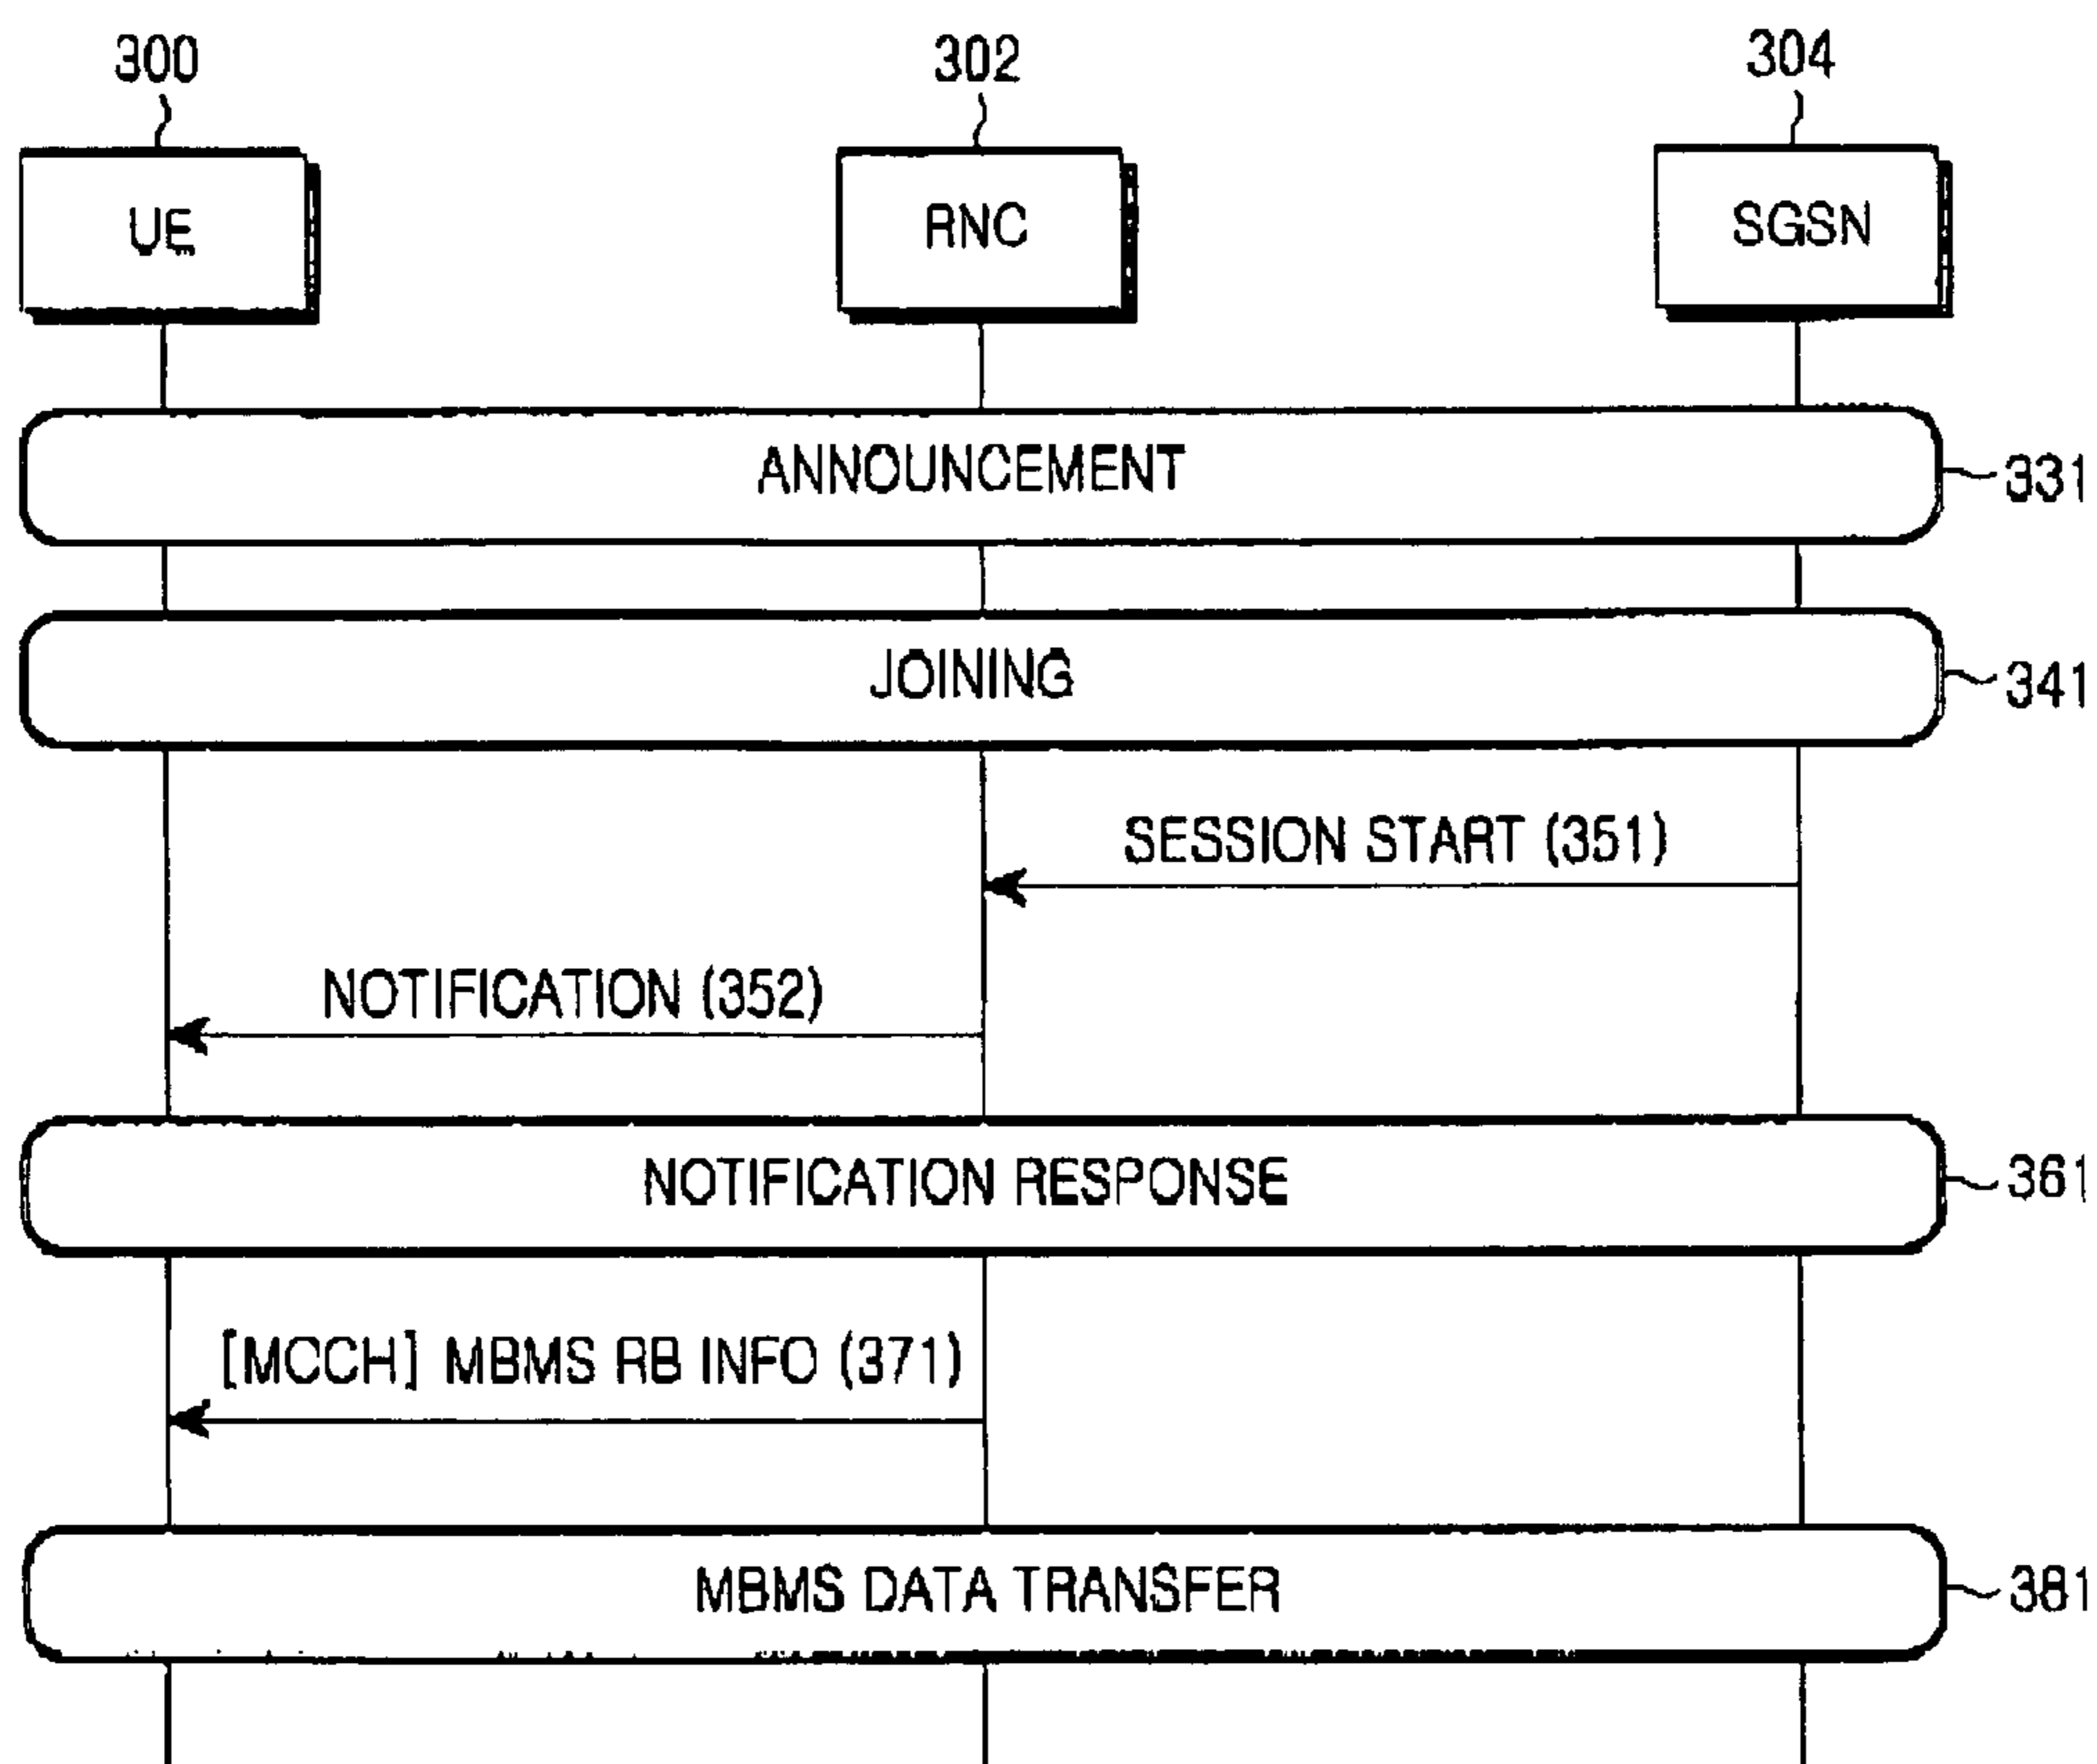 300
302
304
UE
RNC
SGSN
ANNOUNCEMENT
331
JOINING
341
SESSION START (351)
NOTIFICATION (352)
NOTIFICATION RESPONSE
361
[MCCH] MBMS RB INFO (371)
MBMS DATA TRANSFER
381